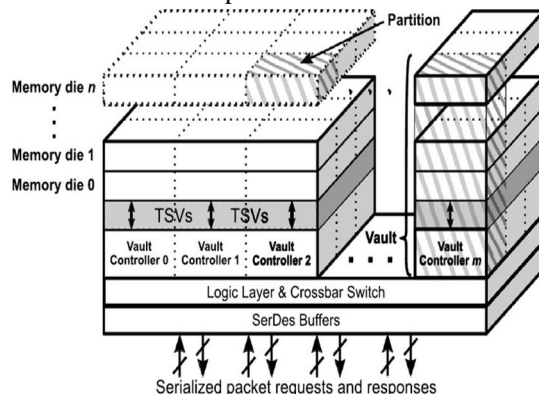 Partition
Memory die n
Memory die 1
Memory die 0
TSVs TSVs
Vault
Vault Controller 0
Vault Controller 1
Vault Controller 2
Vault Controller m
Logic Layer & Crossbar Switch
SerDes Buffers
Serialized packet requests and responses